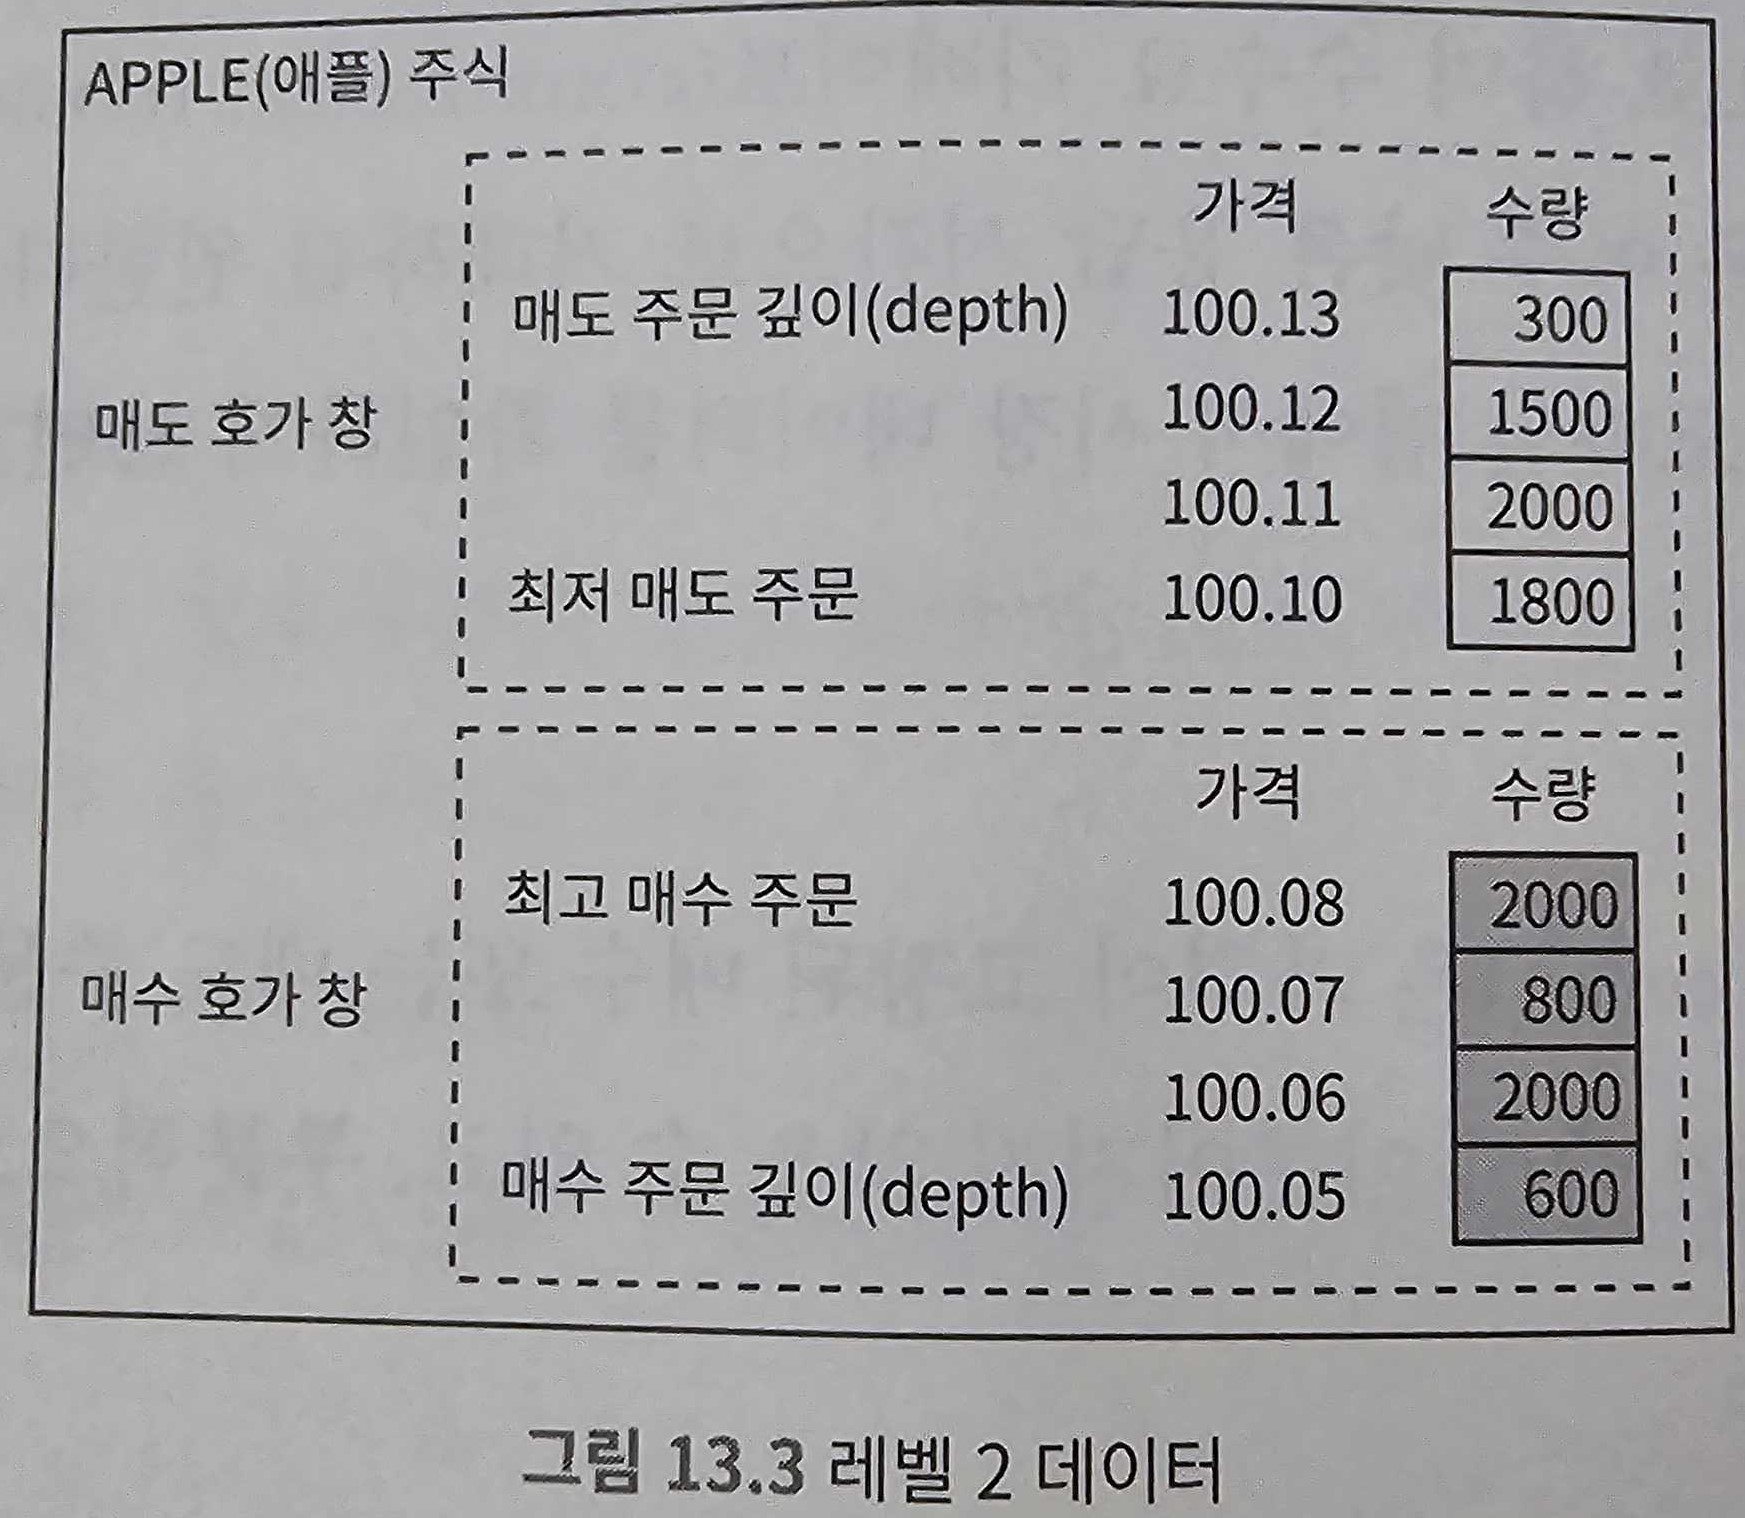 APPLE(애플) 주식
가격 수량
매도 주문 깊이(depth) 100.13 300
100.12 1500
매도 호가 창
100.11 2000
최저 매도 주문 100.10 1800
가격 수량
최고 매수 주문 100.08 2000
매수 호가 창 100.07 800
100.06 2000
매수 주문 깊이(depth) 100.05 600
그림 13.3 레벨 2 데이터